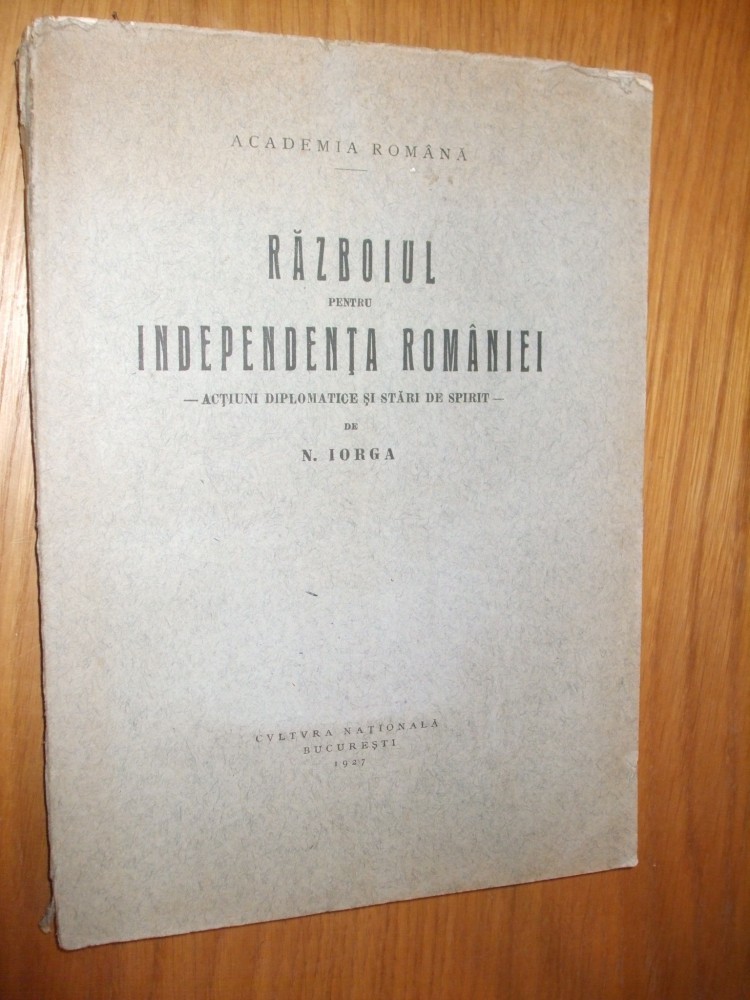 ACADEMIA ROMÂNĂ
RĂZBOIUL
PENTRU
INDEPENDENȚA ROMÂNIEI
— ACȚIUNI DIPLOMATICE ȘI STĂRI DE SPIRIT —
DE
N. IORGA
CVLTVRA NAȚIONALĂ
BUCUREȘTI
1927